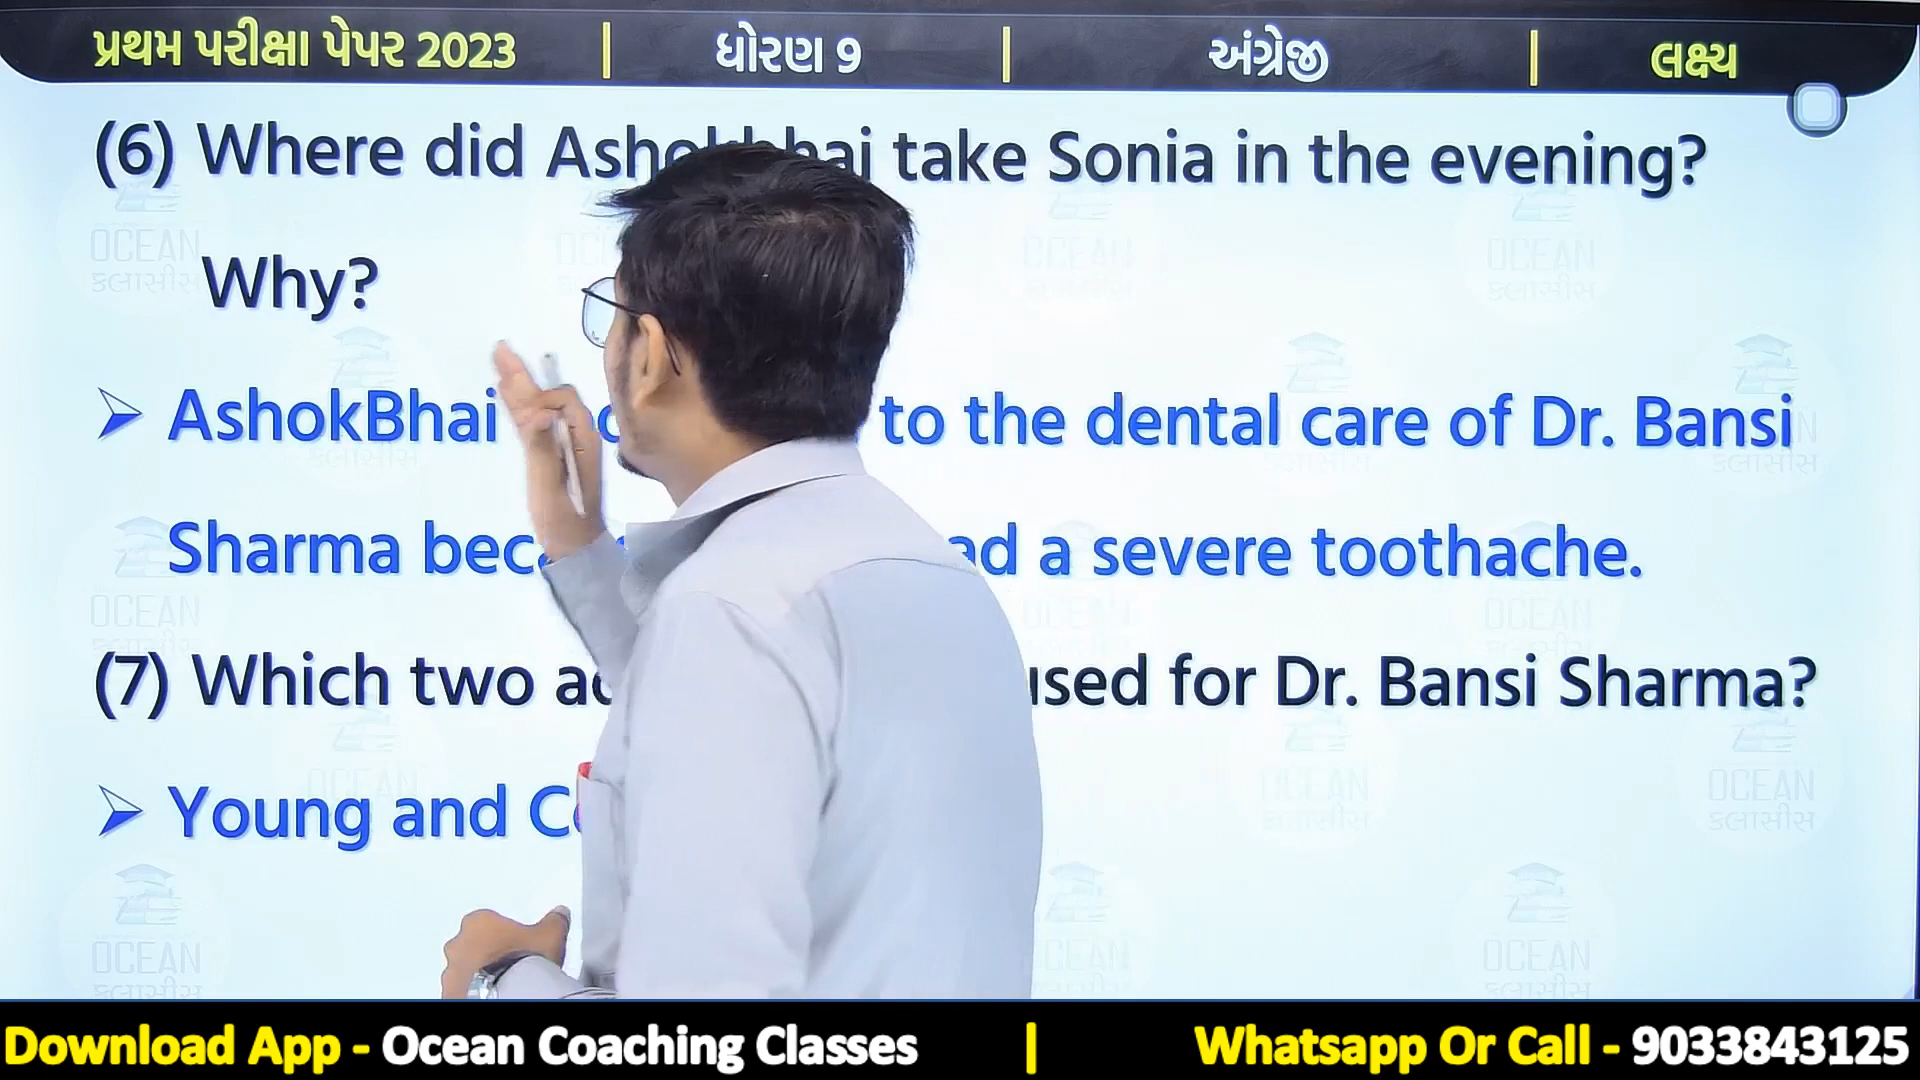 પ્રથમ પરીક્ષા પેપર 2023 | ધોરણ 9 | અંગ્રેજી | લક્ષ્ય
(6) Where did Ashokbhai take Sonia in the evening?
Why?
AshokBhai to the dental care of Dr. Bansi
Sharma a severe toothache.
(7) Which two used for Dr. Bansi Sharma?
Young and
OCEAN
ક્લાસીસ
Download App - Ocean Coaching Classes | Whatsapp Or Call - 9033843125